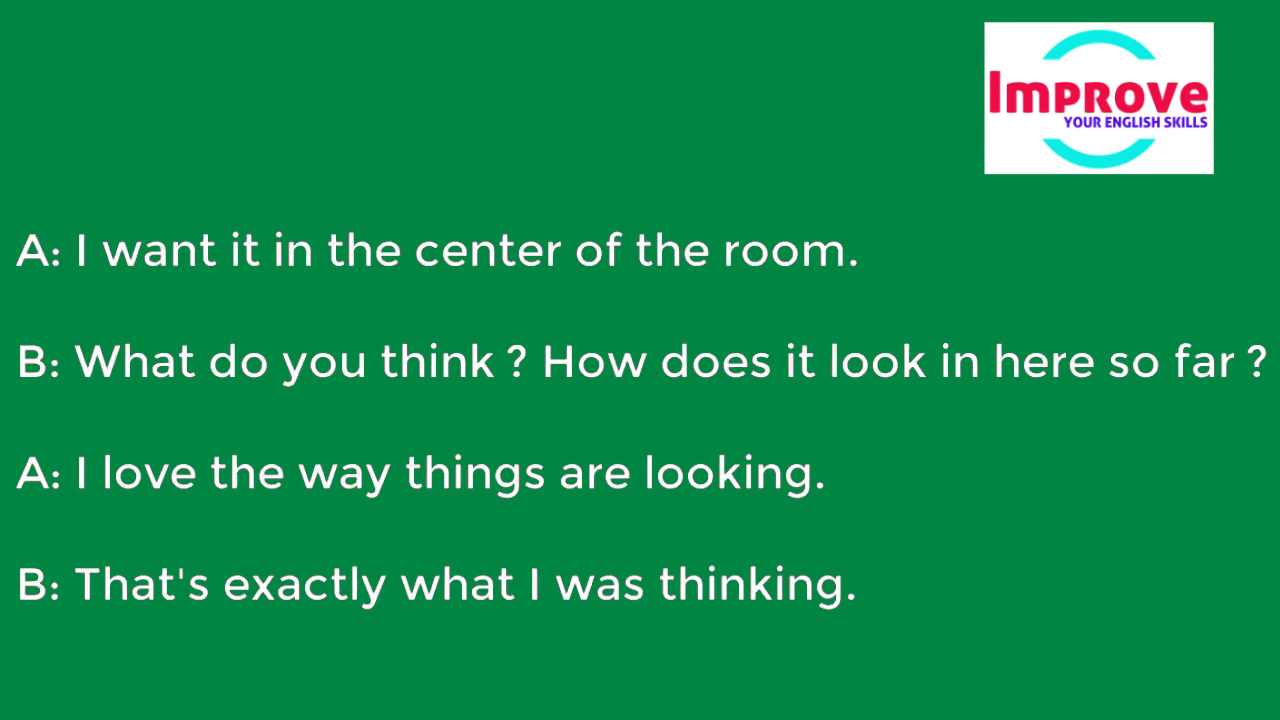 Improve
YOUR ENGLISH SKILLS
A: I want it in the center of the room.
B: What do you think ? How does it look in here so far ?
A: I love the way things are looking.
B: That's exactly what I was thinking.